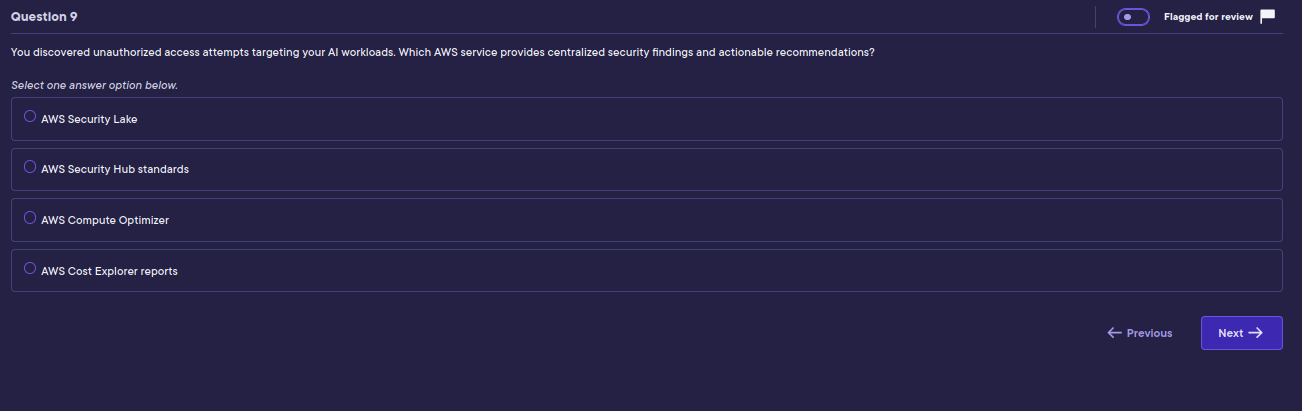 Question 9
Flagged for review
You discovered unauthorized access attempts targeting your AI workloads. Which AWS service provides centralized security findings and actionable recommendations?
Select one answer option below.
AWS Security Lake
AWS Security Hub standards
AWS Compute Optimizer
AWS Cost Explorer reports
Previous
Next